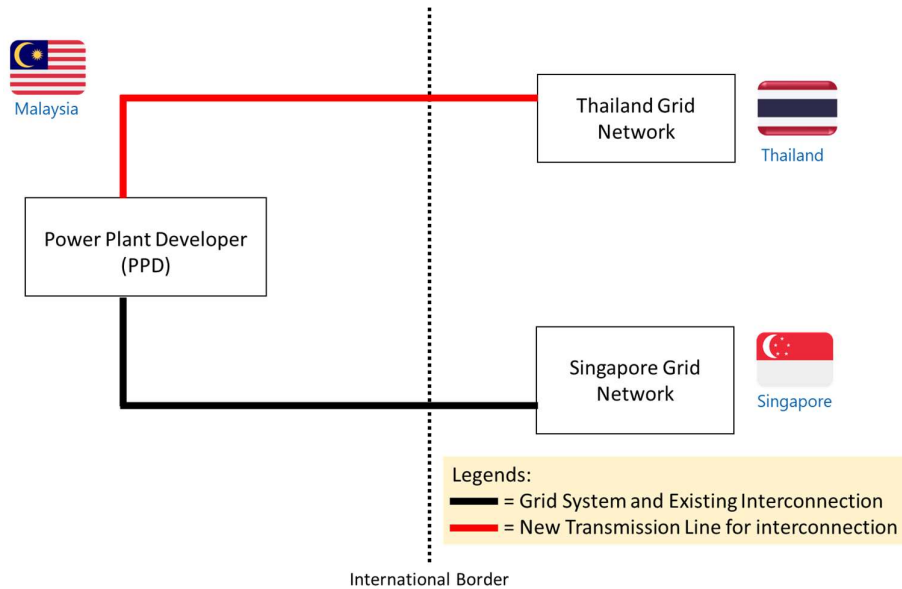 Malaysia
Thailand Grid
Network
Thailand
Power Plant Developer
(PPD)
Singapore Grid
Network
Singapore
Legends:
= Grid System and Existing Interconnection
= New Transmission Line for interconnection
International Border